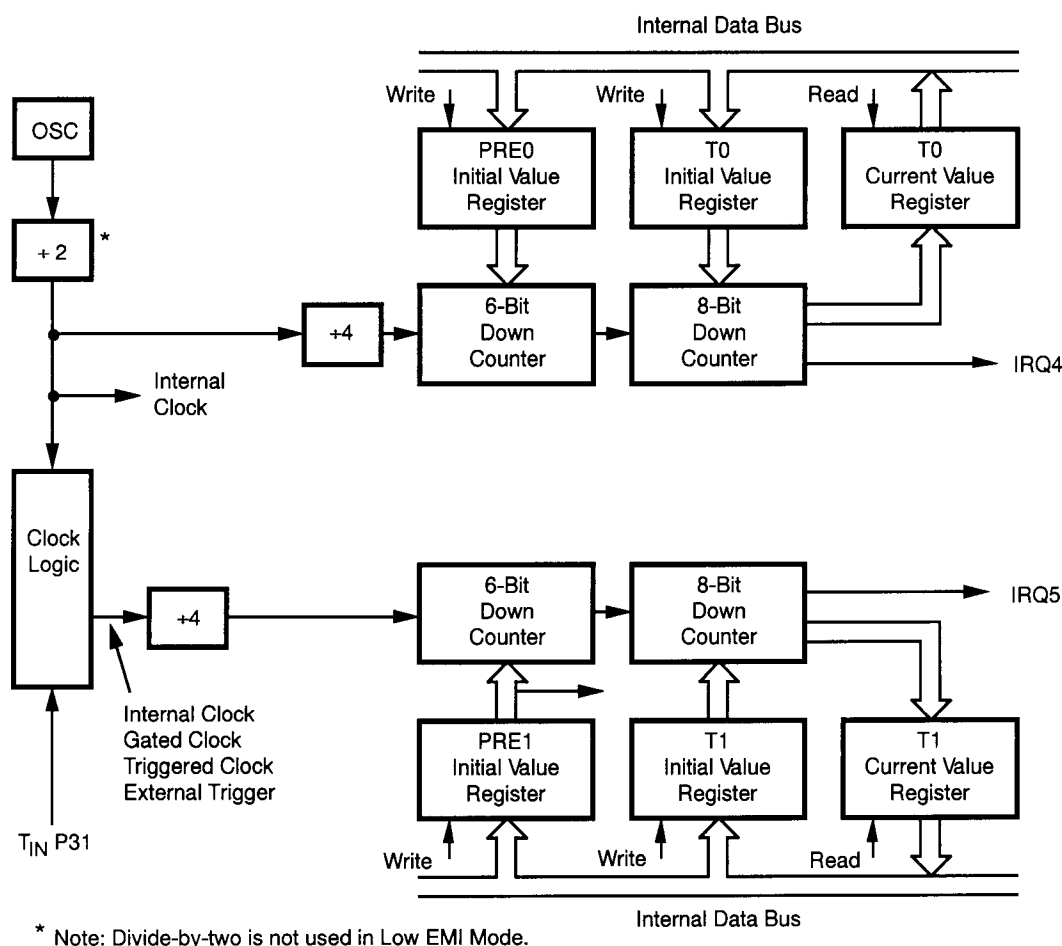 Internal Data Bus
Write
Write
Read
OSC
PRE0
Initial Value
Register
T0
Initial Value
Register
T0
Current Value
Register
÷ 2
*
÷4
6-Bit
Down
Counter
8-Bit
Down
Counter
IRQ4
Internal
Clock
Clock
Logic
÷4
6-Bit
Down
Counter
8-Bit
Down
Counter
IRQ5
Internal Clock
Gated Clock
Triggered Clock
External Trigger
PRE1
Initial Value
Register
T1
Initial Value
Register
T1
Current Value
Register
TIN P31
Write
Write
Read
Internal Data Bus
* Note: Divide-by-two is not used in Low EMI Mode.